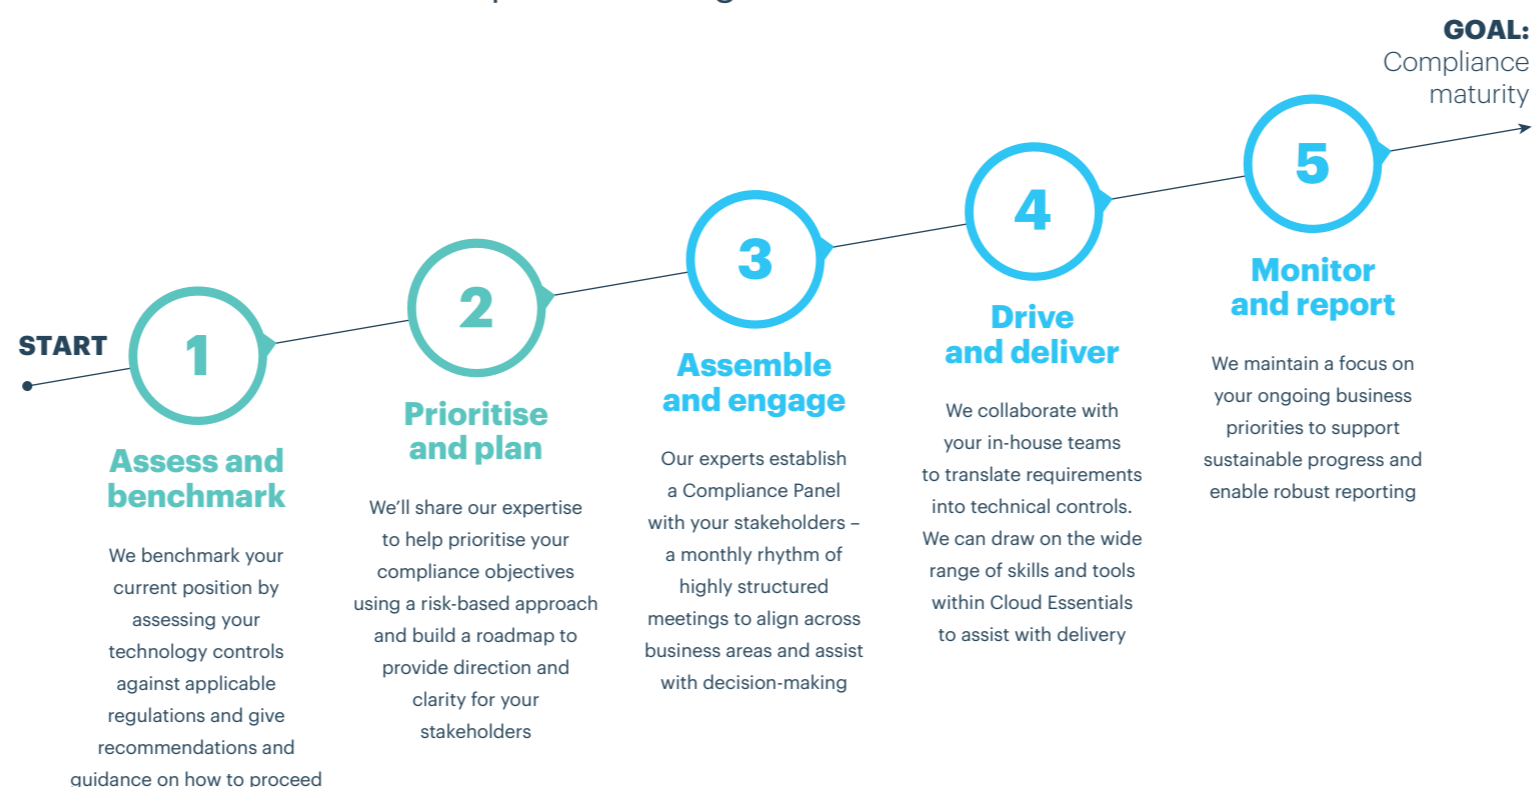 START
1
Assess and
benchmark
We benchmark your
current position by
assessing your
technology controls
against applicable
regulations and give
recommendations and
guidance on how to proceed
2
Prioritise
and plan
We’ll share our expertise
to help prioritise your
compliance objectives
using a risk-based approach
and build a roadmap to
provide direction and
clarity for your
stakeholders
3
Assemble
and engage
Our experts establish
a Compliance Panel
with your stakeholders –
a monthly rhythm of
highly structured
meetings to align across
business areas and assist
with decision-making
4
Drive
and deliver
We collaborate with
your in-house teams
to translate requirements
into technical controls.
We can draw on the wide
range of skills and tools
within Cloud Essentials
to assist with delivery
5
Monitor
and report
We maintain a focus on
your ongoing business
priorities to support
sustainable progress and
enable robust reporting
GOAL:
Compliance
maturity